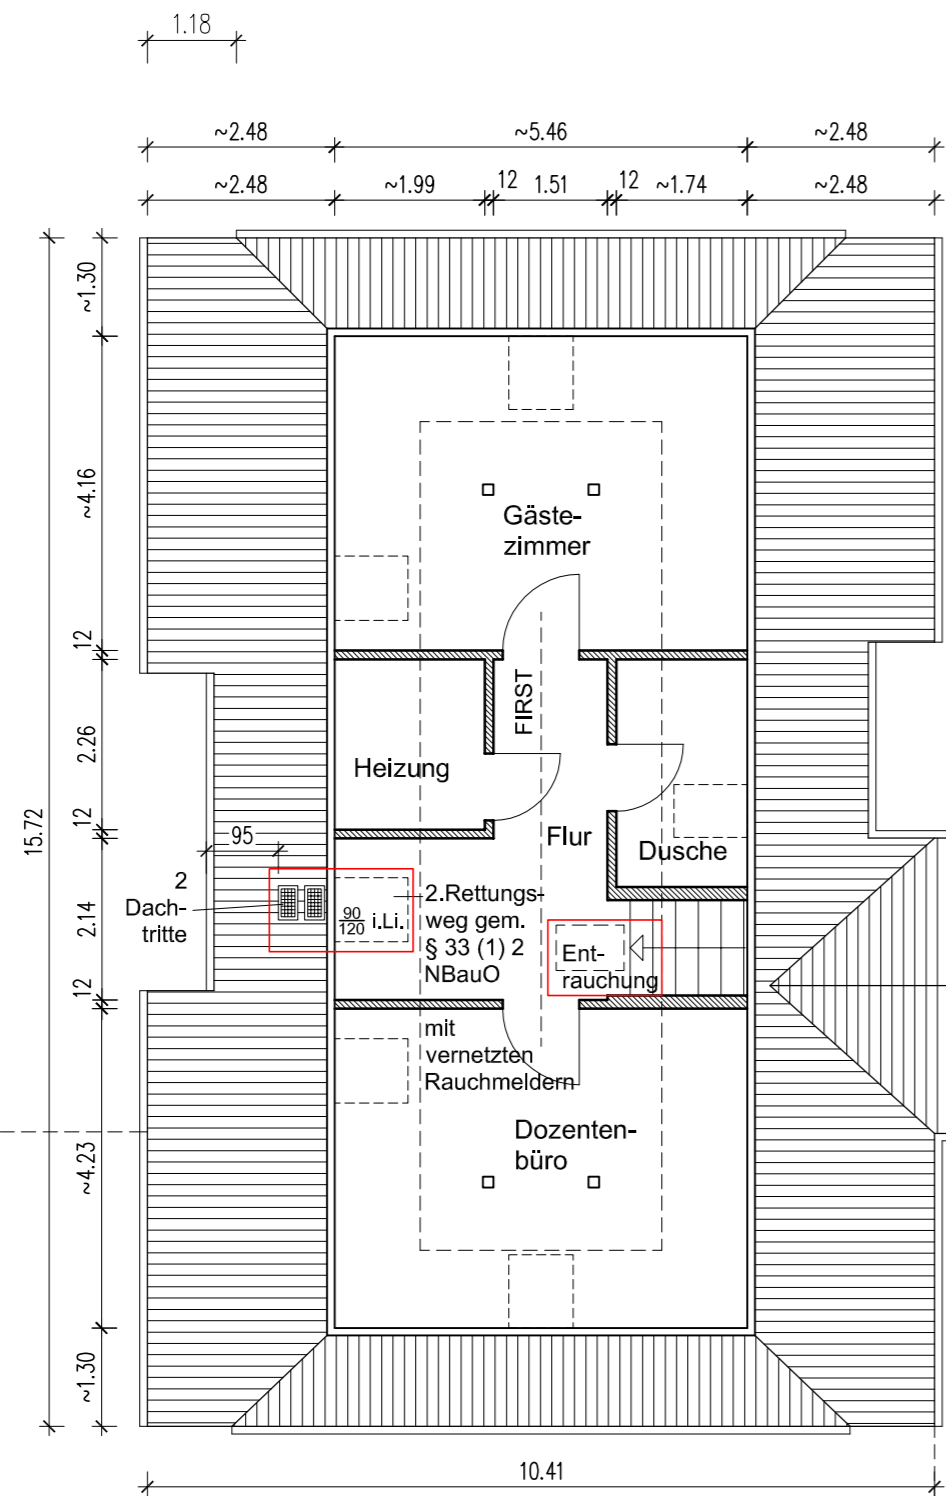 1.18
~2.48
~5.46
~2.48
~2.48
~1.99
12
1.51
12
~1.74
~2.48
~1.30
~4.16
12
2.26
12
2.14
12
~4.23
~1.30
15.72
Gäste-
zimmer
FIRST
Heizung
Flur
Dusche
95
2
Dach-
tritte
90
120
i.Li.
2.Rettungs-
weg gem.
§ 33 (1) 2
NBauO
Ent-
rauchung
mit
vernetzten
Rauchmeldern
Dozenten-
büro
10.41